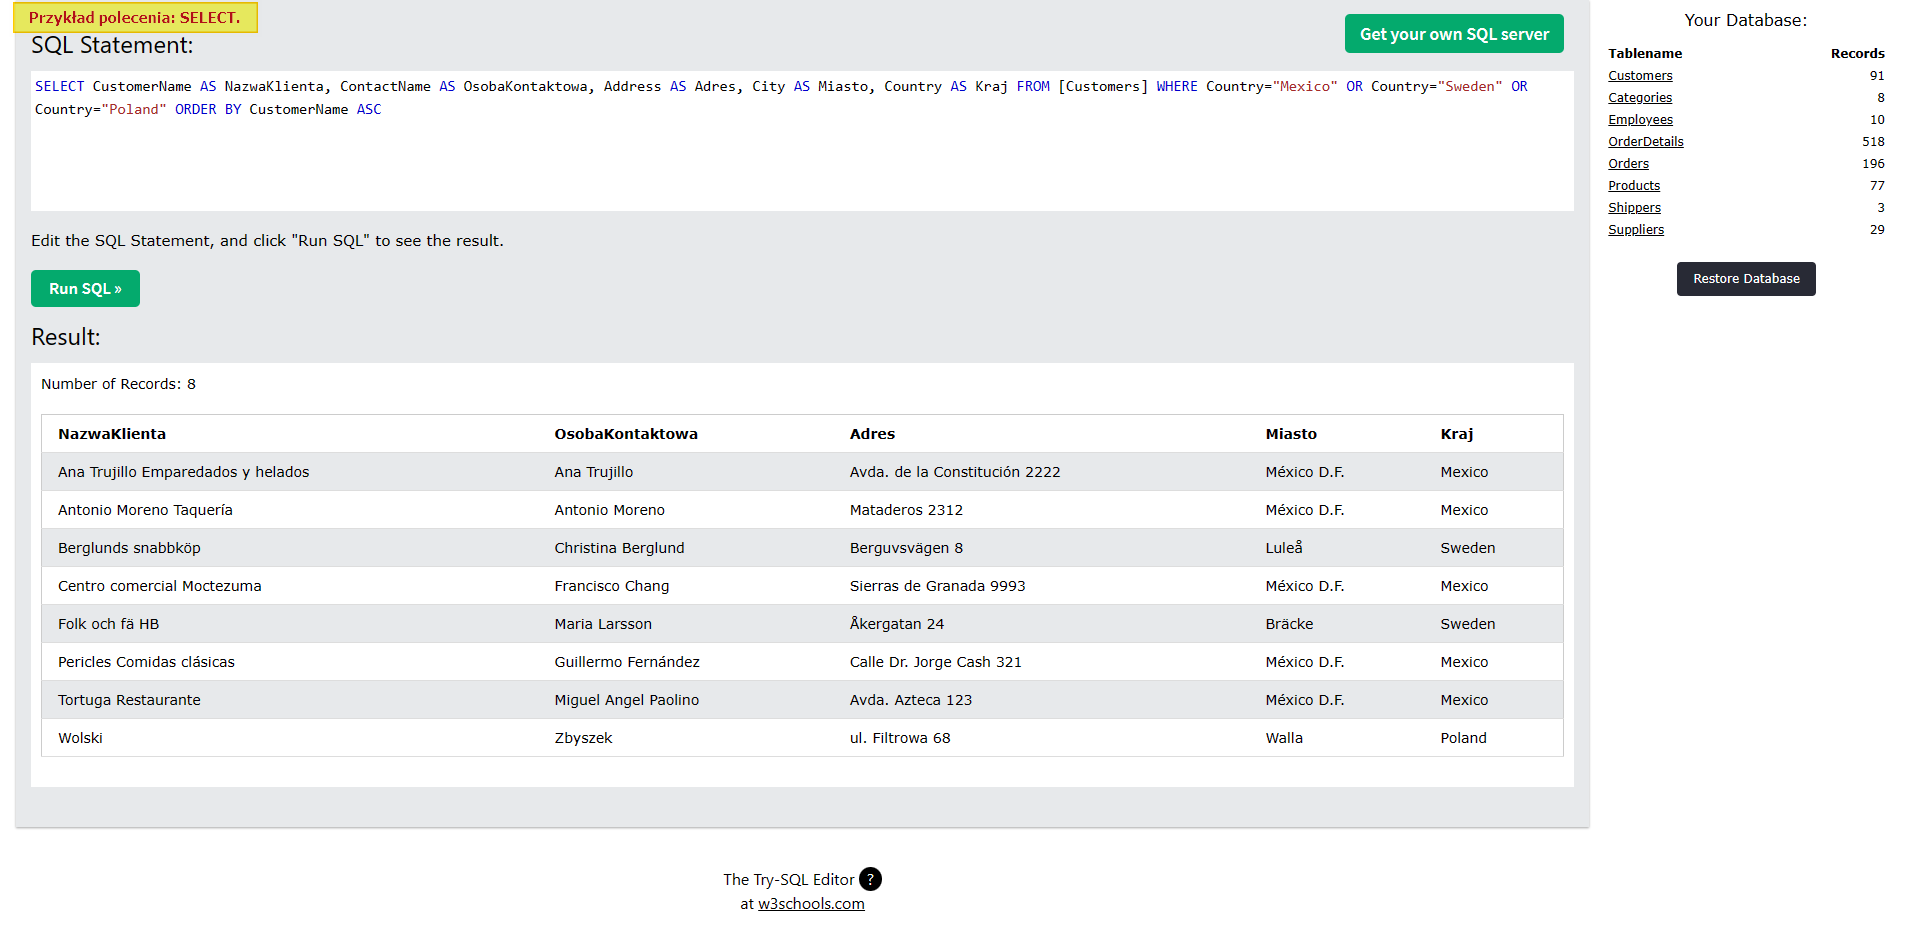 Przykład polecenia: SELECT.
SQL Statement:
Get your own SQL server
SELECT CustomerName AS NazwaKlienta, ContactName AS OsobaKontaktowa, Address AS Adres, City AS Miasto, Country AS Kraj FROM [Customers] WHERE Country="Mexico" OR Country="Sweden" OR
Country="Poland" ORDER BY CustomerName ASC
Edit the SQL Statement, and click "Run SQL" to see the result.
Run SQL »
Result:
Number of Records: 8
NazwaKlienta OsobaKontaktowa Adres Miasto Kraj
Ana Trujillo Emparedados y helados Ana Trujillo Avda. de la Constitución 2222 México D.F. Mexico
Antonio Moreno Taquería Antonio Moreno Mataderos 2312 México D.F. Mexico
Berglunds snabbköp Christina Berglund Berguvsvägen 8 Luleå Sweden
Centro comercial Moctezuma Francisco Chang Sierras de Granada 9993 México D.F. Mexico
Folk och fä HB Maria Larsson Åkergatan 24 Bräcke Sweden
Pericles Comidas clásicas Guillermo Fernández Calle Dr. Jorge Cash 321 México D.F. Mexico
Tortuga Restaurante Miguel Angel Paolino Avda. Azteca 123 México D.F. Mexico
Wolski Zbyszek ul. Filtrowa 68 Walla Poland
The Try-SQL Editor ?
at w3schools.com
Your Database:
Tablename Records
Customers 91
Categories 8
Employees 10
OrderDetails 518
Orders 196
Products 77
Shippers 3
Suppliers 29
Restore Database